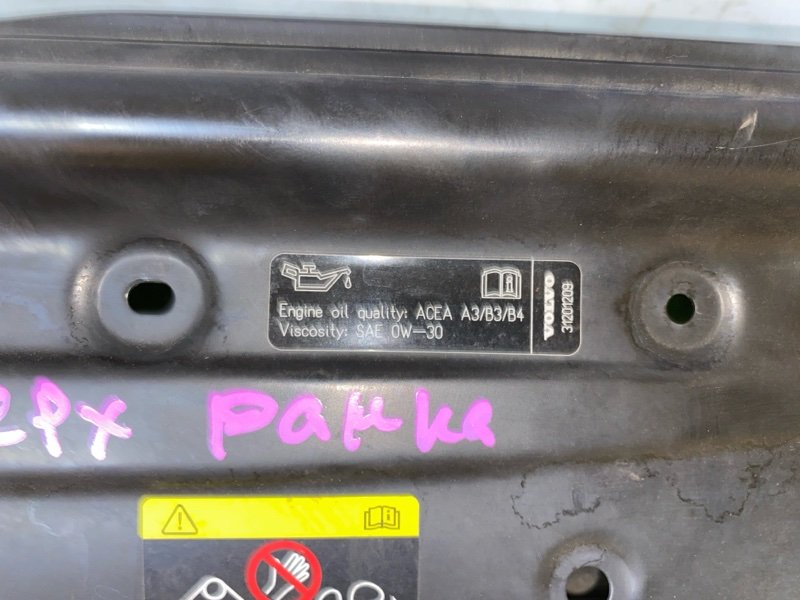 Engine oil quality: ACEA A3/B3/B4
Viscosity: SAE 0W-30
VOLVO
31201209
рамка